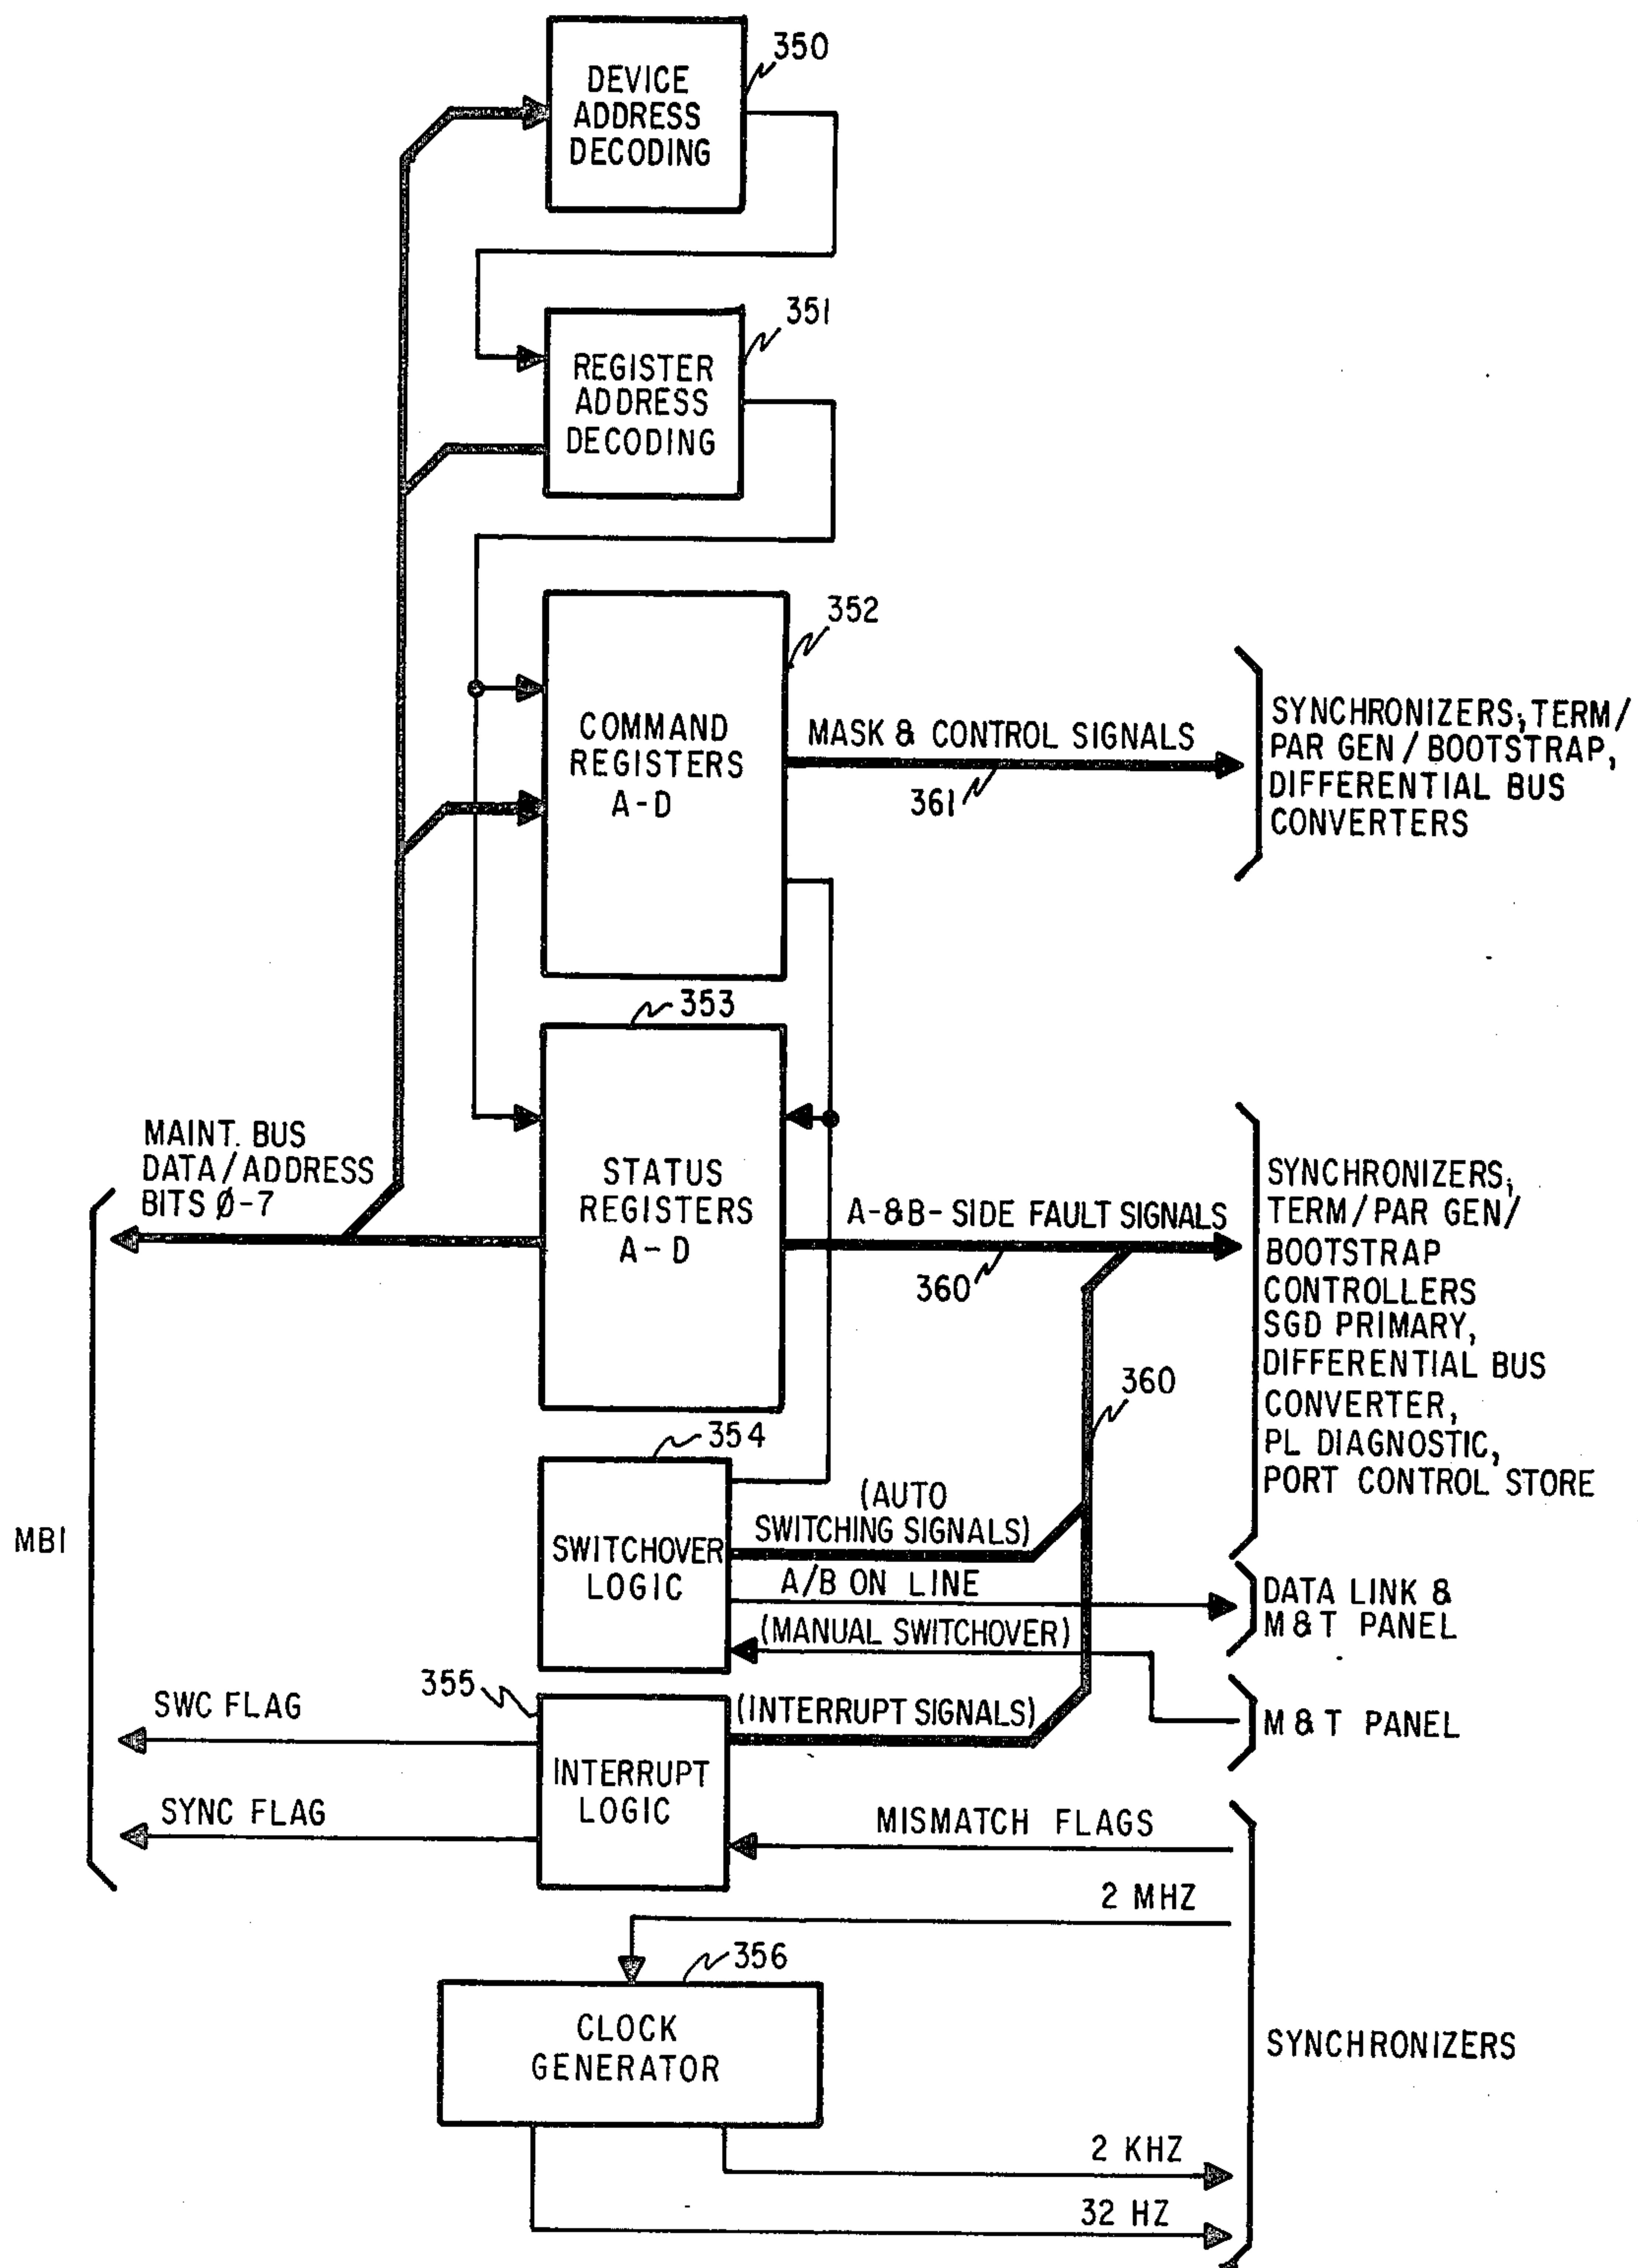 350
DEVICE
ADDRESS
DECODING
351
REGISTER
ADDRESS
DECODING
352
COMMAND
REGISTERS
A-D
MASK & CONTROL SIGNALS
361
SYNCHRONIZERS, TERM/
PAR GEN/BOOTSTRAP,
DIFFERENTIAL BUS
CONVERTERS
353
STATUS
REGISTERS
A-D
MAINT. BUS
DATA/ADDRESS
BITS Ø-7
A-&B-SIDE FAULT SIGNALS
360
SYNCHRONIZERS,
TERM/PAR GEN/
BOOTSTRAP
CONTROLLERS
SGD PRIMARY,
DIFFERENTIAL BUS
CONVERTER,
PL DIAGNOSTIC,
PORT CONTROL STORE
360
354
SWITCHOVER
LOGIC
(AUTO
SWITCHING SIGNALS)
A/B ON LINE
(MANUAL SWITCHOVER)
DATA LINK &
M&T PANEL
M&T PANEL
MBI
355
INTERRUPT
LOGIC
(INTERRUPT SIGNALS)
SWC FLAG
SYNC FLAG
MISMATCH FLAGS
2 MHZ
356
CLOCK
GENERATOR
SYNCHRONIZERS
2 KHZ
32 HZ